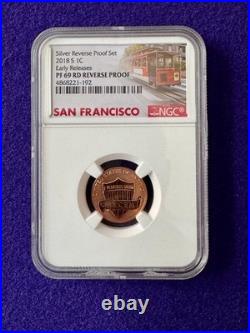 Silver Reverse Proof Set
2018 S 1C
Early Releases
PF 69 RD REVERSE PROOF
4868221-192
SAN FRANCISCO
NGC